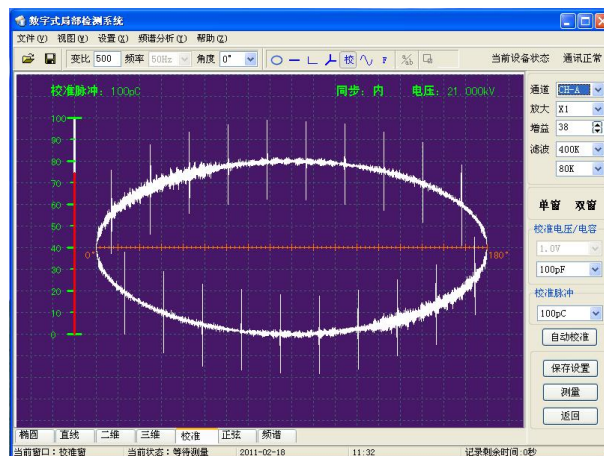 数字式局部检测系统
文件(V) 视图(V) 设置(X) 频谱分析(Z) 帮助(Z)
变比 500 频率 50Hz 角度 0° 校 F % 当前设备状态 通讯正常
校准脉冲：100pC 同步：内 电压：21.000kV
通道 CH-A
放大 X1
增益 38
滤波 400K
80K
单窗 双窗
校准电压/电容
1.0V
100pF
校准脉冲
100pC
自动校准
保存设置
测量
返回
100
90
80
70
60
50
40
30
20
10
0
0° 180°
椭圆 直线 二维 三维 校准 正弦 频谱
当前窗口：校准窗 当前状态：等待测量 2011-02-18 11:32 记录剩余时间:0秒